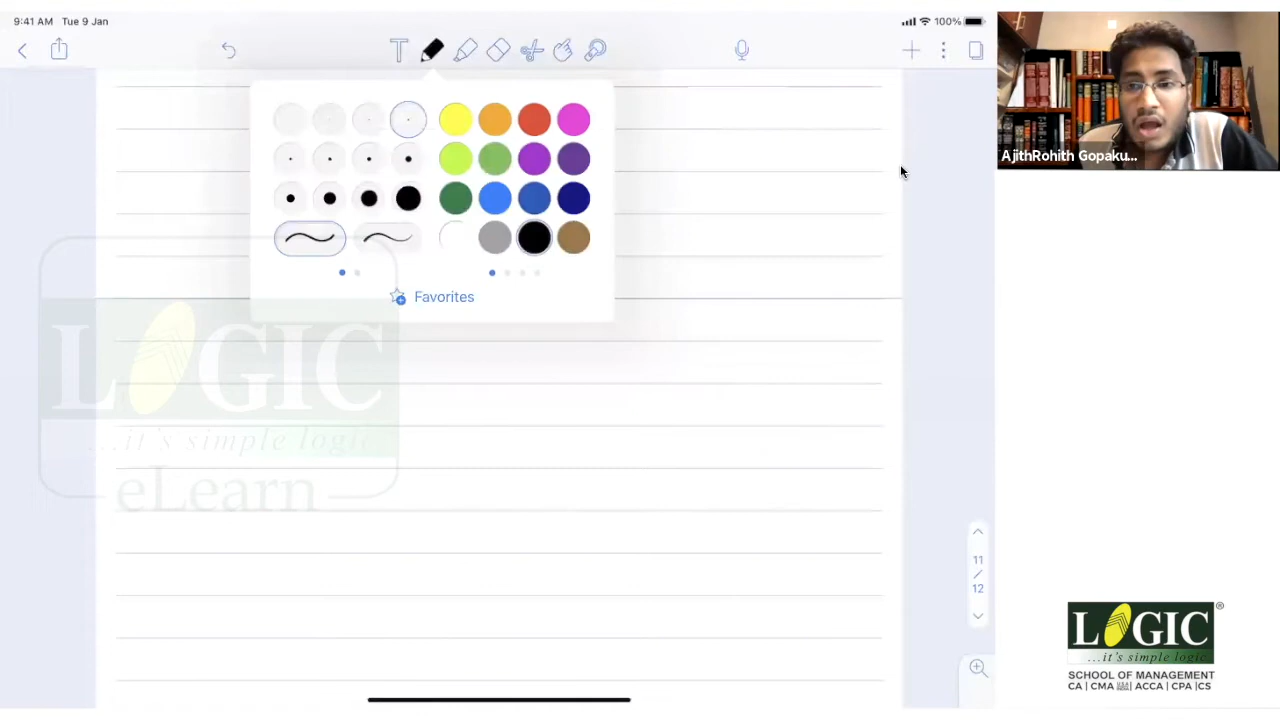 9:41 AM Tue 9 Jan
100%
T
AjithRohith Gopaku...
Favorites
LOGIC
...it's simple logic
eLearn
11
/
12
LOGIC®
...it's simple logic
SCHOOL OF MANAGEMENT
CA | CMA | ACCA | CPA | CS